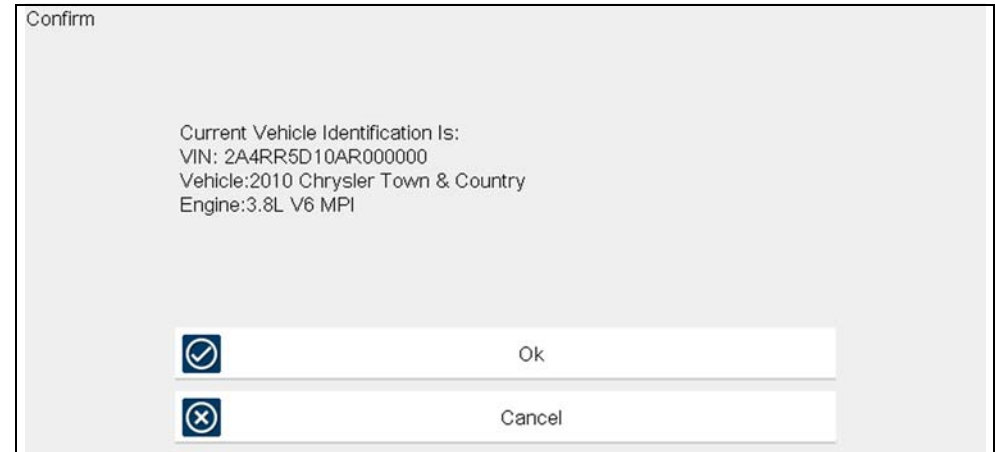 Confirm
Current Vehicle Identification Is:
VIN: 2A4RR5D10AR000000
Vehicle:2010 Chrysler Town & Country
Engine:3.8L V6 MPI
Ok
Cancel